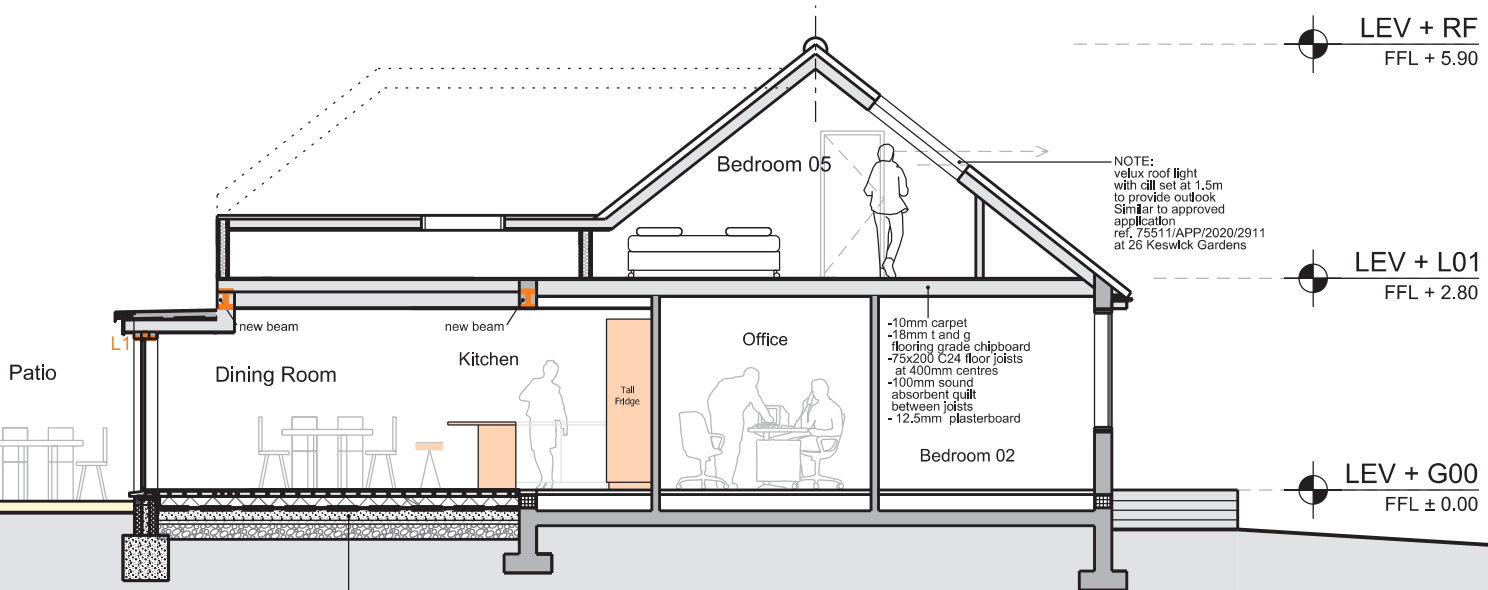 LEV + RF
FFL + 5.90
Bedroom 05
NOTE:
velux roof light
with cill set at 1.5m
to provide outlook
Similar to approved
application
ref. 75511/APP/2020/2911
at 26 Keswick Gardens
LEV + L01
FFL + 2.80
new beam
new beam
L1
Patio
Dining Room
Kitchen
Tall
Fridge
Office
-10mm carpet
-18mm t and g
flooring grade chipboard
-75x200 C24 floor joists
at 400mm centres
-100mm sound
absorbent quilt
between joists
- 12.5mm plasterboard
Bedroom 02
LEV + G00
FFL ± 0.00